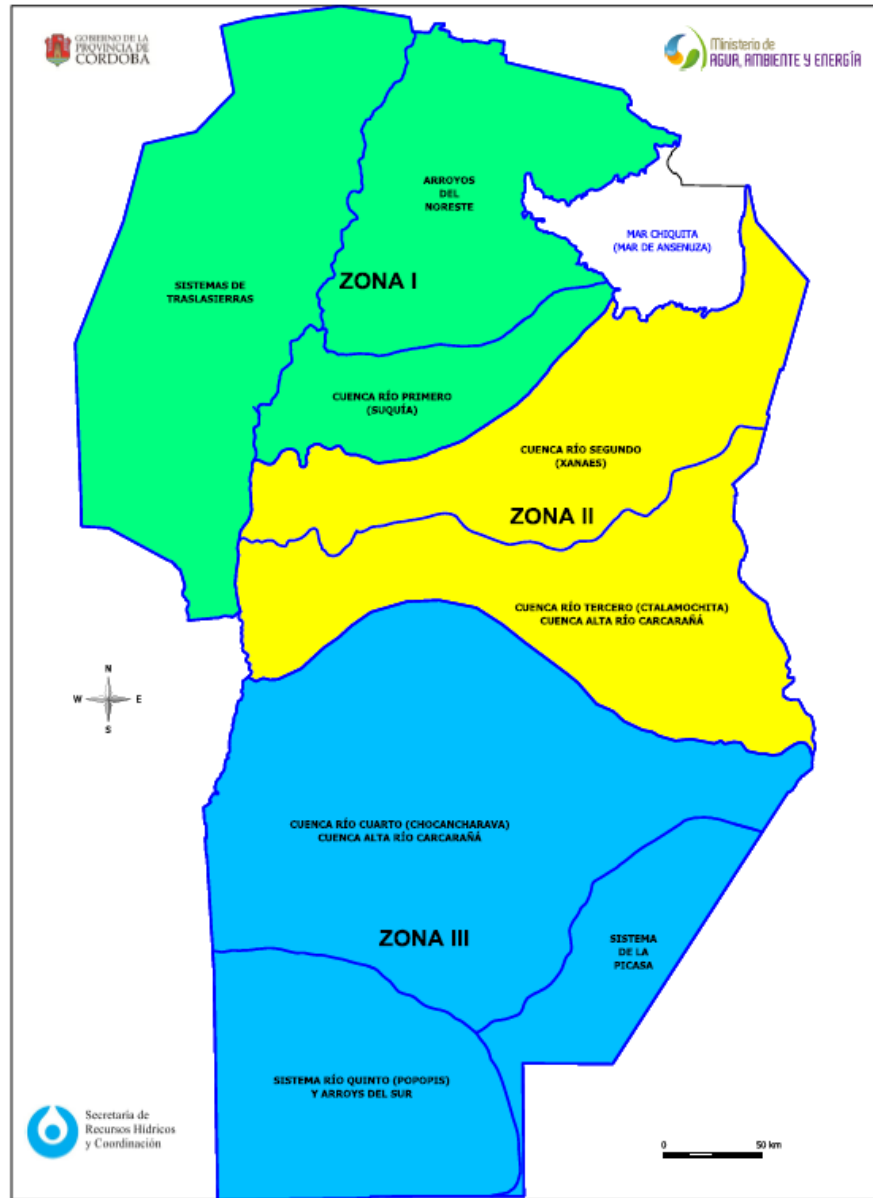 GOBIERNO DE LA
PROVINCIA DE
CORDOBA
Ministerio de
AGUA, AMBIENTE Y ENERGÍA
ARROYOS
DEL
NORESTE
MAR CHIQUITA
(MAR DE ANSENUZA)
SISTEMAS DE
TRASLASIERRAS
ZONA I
CUENCA RÍO PRIMERO
(SUQUÍA)
CUENCA RÍO SEGUNDO
(XANAES)
ZONA II
CUENCA RÍO TERCERO (CTALAMOCHITA)
CUENCA ALTA RÍO CARCARAÑÁ
N
W E
S
CUENCA RÍO CUARTO (CHOCANCHARAVA)
CUENCA ALTA RÍO CARCARAÑÁ
ZONA III
SISTEMA
DE LA
PICASA
SISTEMA RÍO QUINTO (POPOPIS)
Y ARROYS DEL SUR
Secretaría de
Recursos Hídricos
y Coordinación
0 50 km